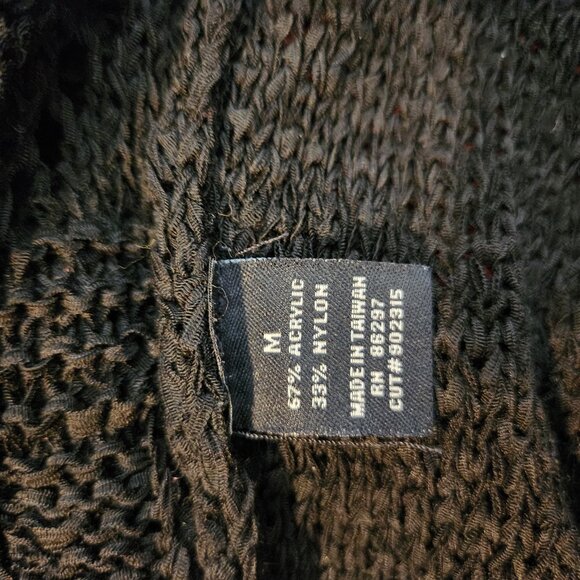 M
67% ACRYLIC
33% NYLON
MADE IN TAIWAN
RN 86297
CUT#902315